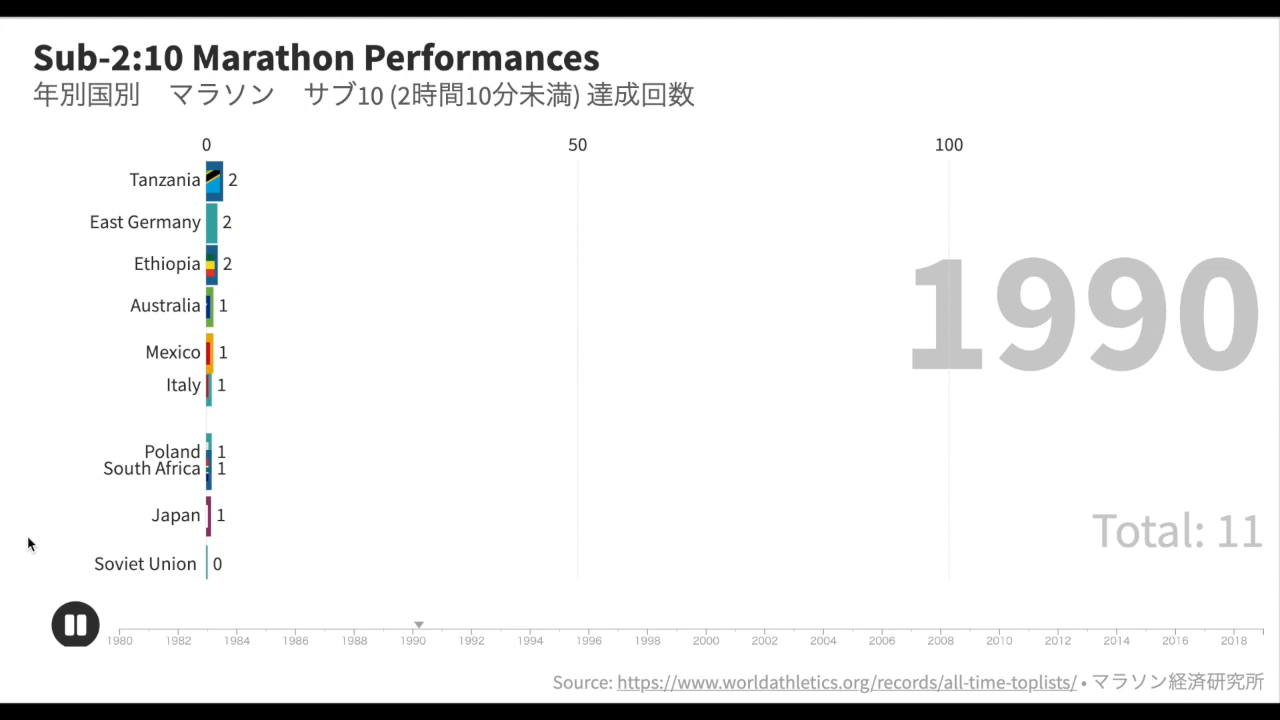 Sub-2:10 Marathon Performances
年別国別　マラソン　サブ10 (2時間10分未満) 達成回数
0 50 100
Tanzania 2
East Germany 2
Ethiopia 2
Australia 1
Mexico 1
Italy 1
Poland 1
South Africa 1
Japan 1
Soviet Union 0
1990
Total: 11
1980 1982 1984 1986 1988 1990 1992 1994 1996 1998 2000 2002 2004 2006 2008 2010 2012 2014 2016 2018
Source: https://www.worldathletics.org/records/all-time-toplists/ • マラソン経済研究所